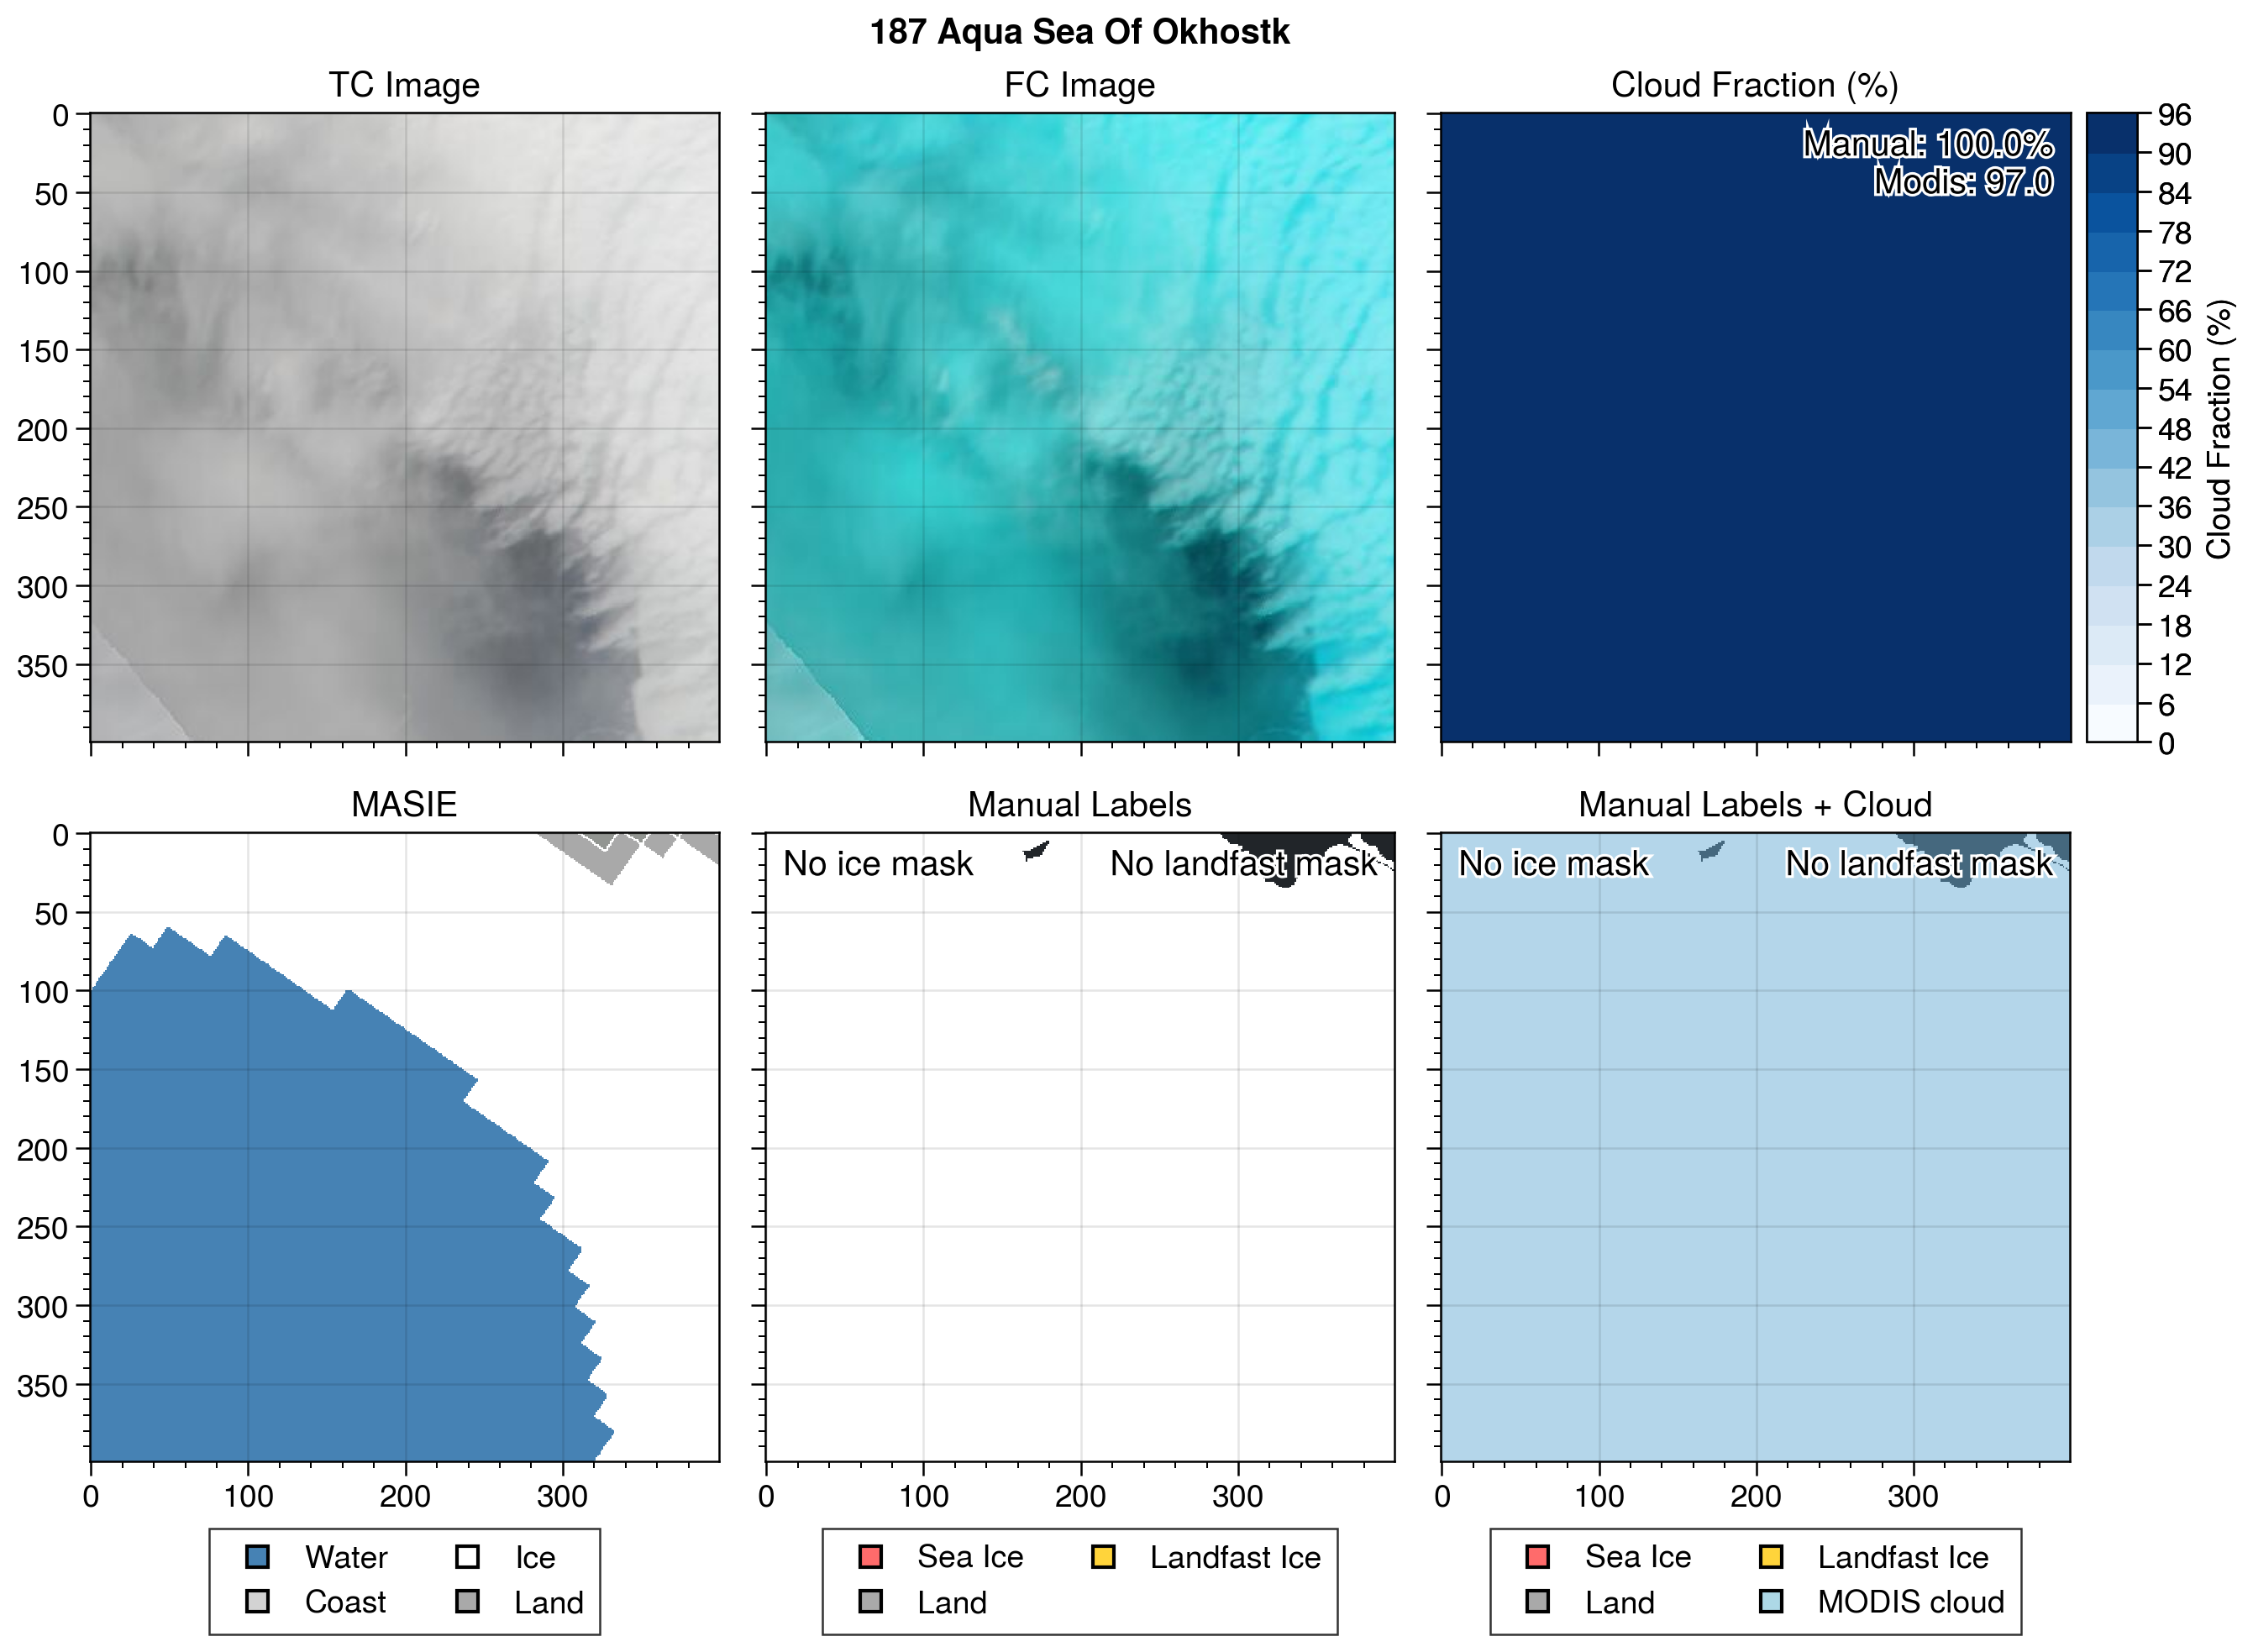 187 Aqua Sea Of Okhostk
TC Image
FC Image
Cloud Fraction (%)
0
50
100
150
200
250
300
350
Manual: 100.0%
Modis: 97.0
96
90
84
78
72
66
60
54
48
42
36
30
24
18
12
6
0
Cloud Fraction (%)
MASIE
Manual Labels
Manual Labels + Cloud
0
50
100
150
200
250
300
350
No ice mask
No landfast mask
No ice mask
No landfast mask
0 100 200 300
0 100 200 300
0 100 200 300
Water Ice
Coast Land
Sea Ice Landfast Ice
Land
Sea Ice Landfast Ice
Land MODIS cloud